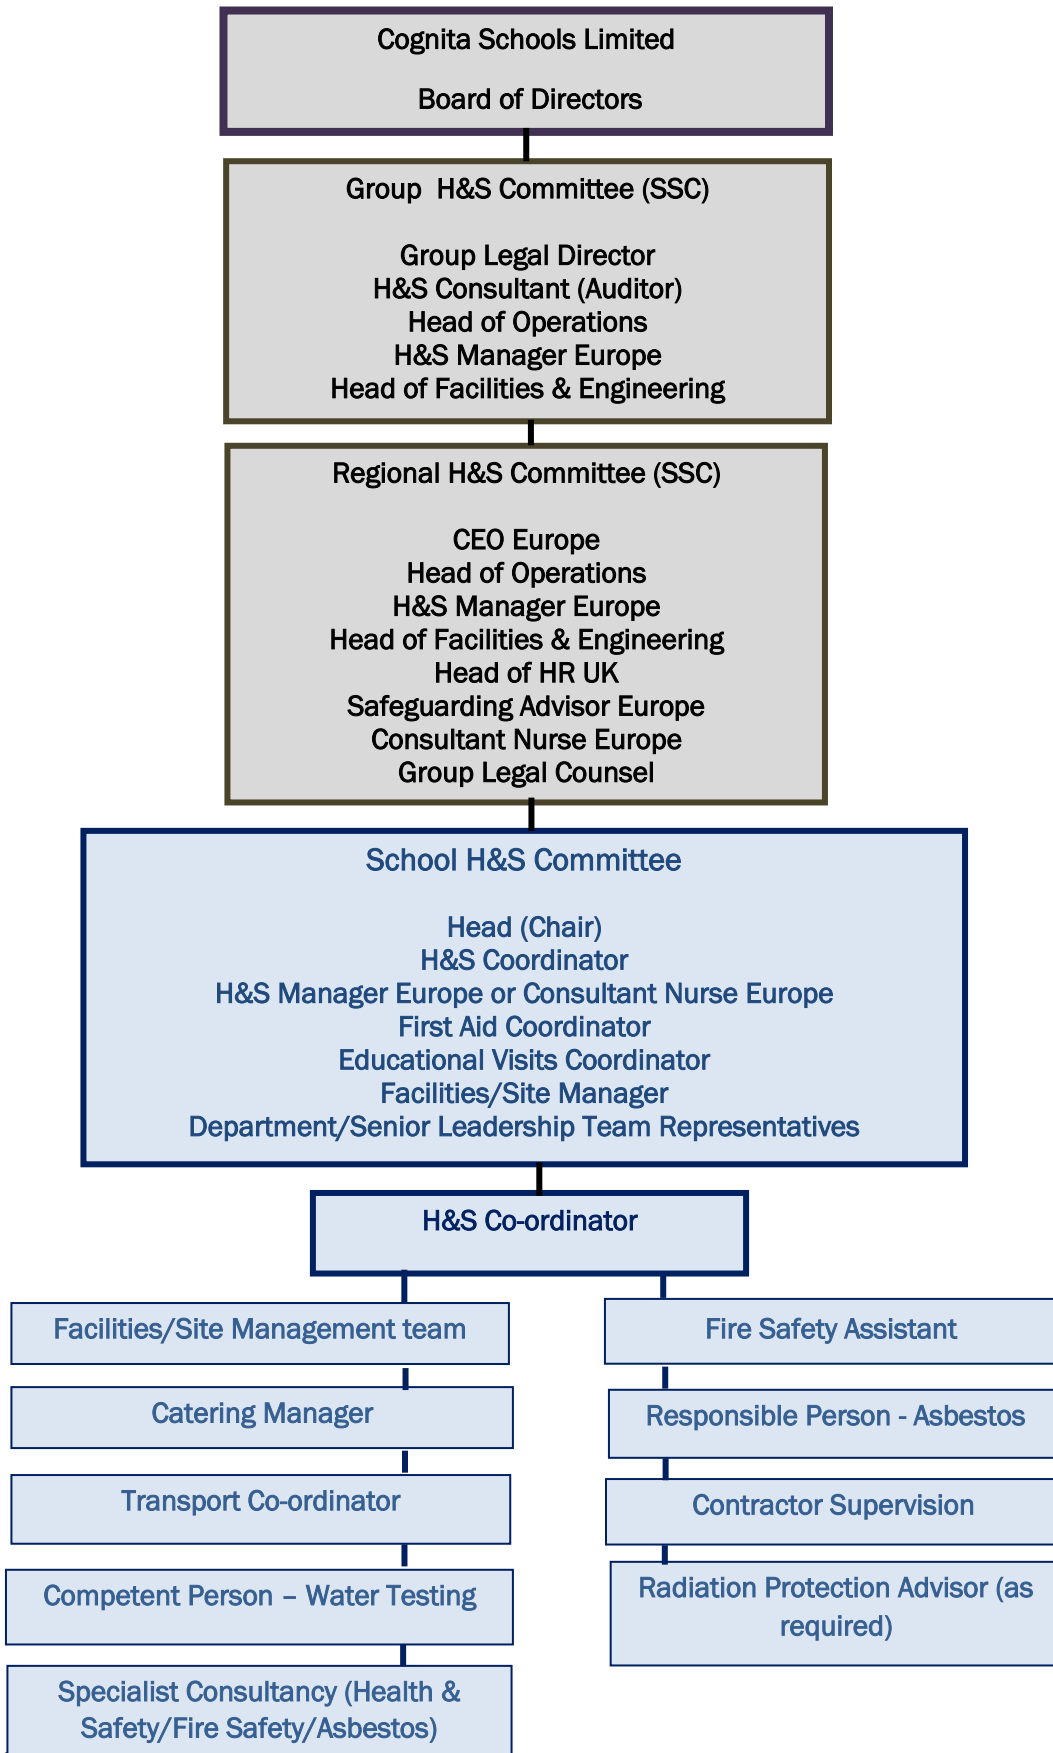 Cognita Schools Limited
Board of Directors
Group H&S Committee (SSC)
Group Legal Director
H&S Consultant (Auditor)
Head of Operations
H&S Manager Europe
Head of Facilities & Engineering
Regional H&S Committee (SSC)
CEO Europe
Head of Operations
H&S Manager Europe
Head of Facilities & Engineering
Head of HR UK
Safeguarding Advisor Europe
Consultant Nurse Europe
Group Legal Counsel
School H&S Committee
Head (Chair)
H&S Coordinator
H&S Manager Europe or Consultant Nurse Europe
First Aid Coordinator
Educational Visits Coordinator
Facilities/Site Manager
Department/Senior Leadership Team Representatives
H&S Co-ordinator
Facilities/Site Management team
Catering Manager
Transport Co-ordinator
Competent Person – Water Testing
Specialist Consultancy (Health &
Safety/Fire Safety/Asbestos)
Fire Safety Assistant
Responsible Person - Asbestos
Contractor Supervision
Radiation Protection Advisor (as
required)